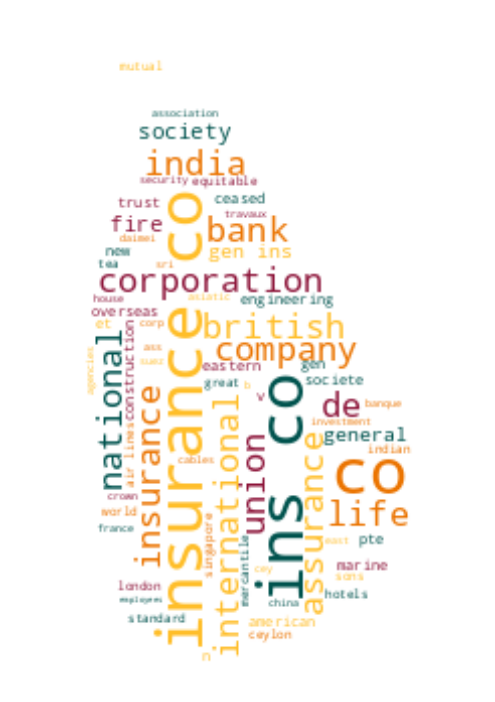 mutual
association
society
india
security equitable
trust
ceased
co
fire
travaux
bank
daimei
new
gen ins
tea
sri
corporation
house
asiatic
engineering
overseas
et
corp
british
insurance co
national
construction
agencies
ass
company
suez
eastern
gen
great
b
societe
v
de
banque
insurance
ins co
international
investment
air lines
union
general
assurance
indian
cables
co
crown
life
world
singapore
france
mercantile
east
pte
cey
marine
sons
london
employees
china
hotels
standard
american
ceylon
n